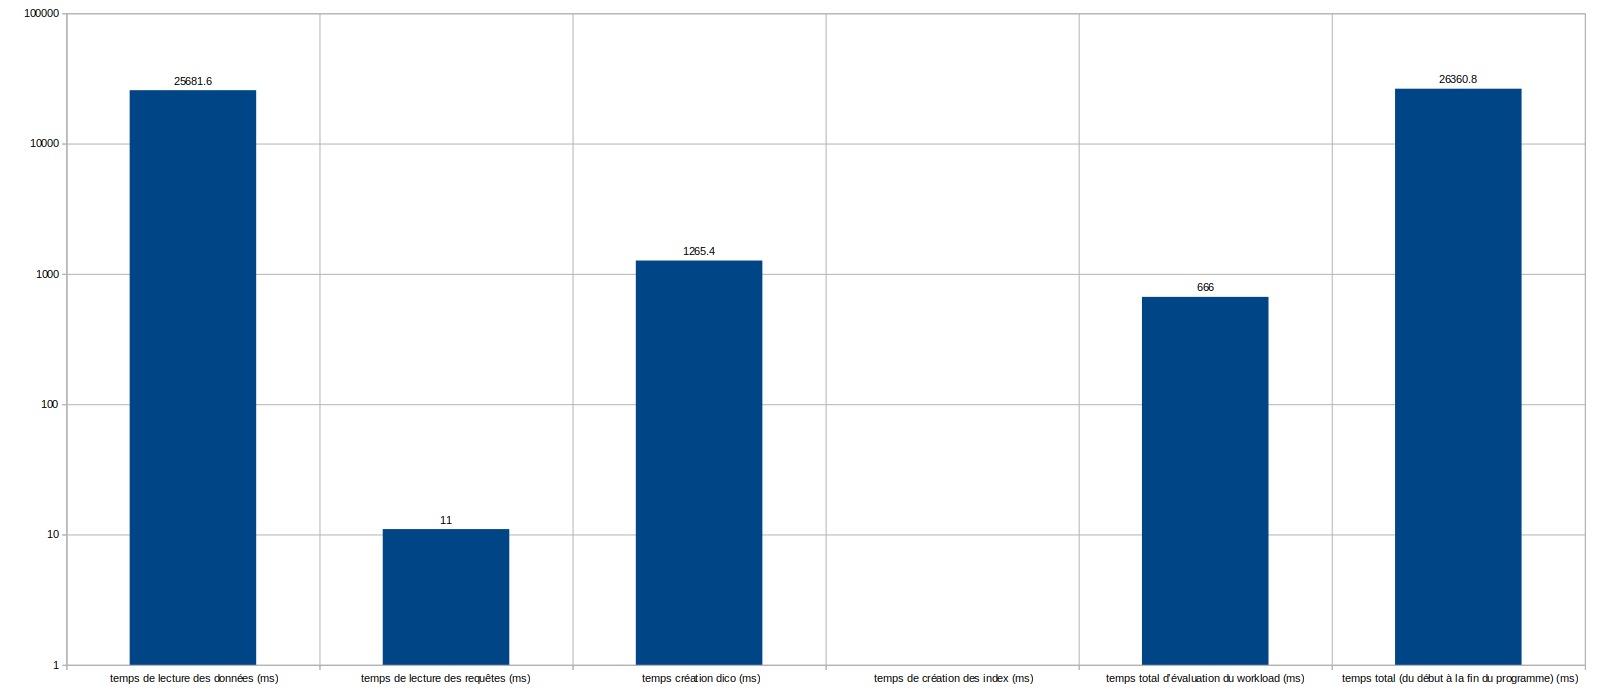 100000
10000
1000
100
10
1
25681.6
11
1265.4
666
26360.8
temps de lecture des données (ms)
temps de lecture des requêtes (ms)
temps création dico (ms)
temps de création des index (ms)
temps total d'évaluation du workload (ms)
temps total (du début à la fin du programme) (ms)